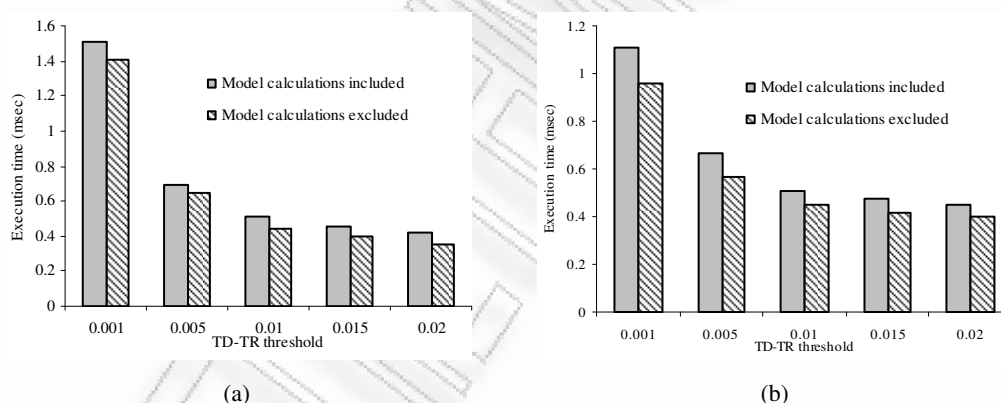 1.6
1.4
1.2
1
0.8
0.6
0.4
0.2
0
Execution time (msec)
Model calculations included
Model calculations excluded
0.001 0.005 0.01 0.015 0.02
TD-TR threshold
(a)
1.2
1
0.8
0.6
0.4
0.2
0
Execution time (msec)
Model calculations included
Model calculations excluded
0.001 0.005 0.01 0.015 0.02
TD-TR threshold
(b)